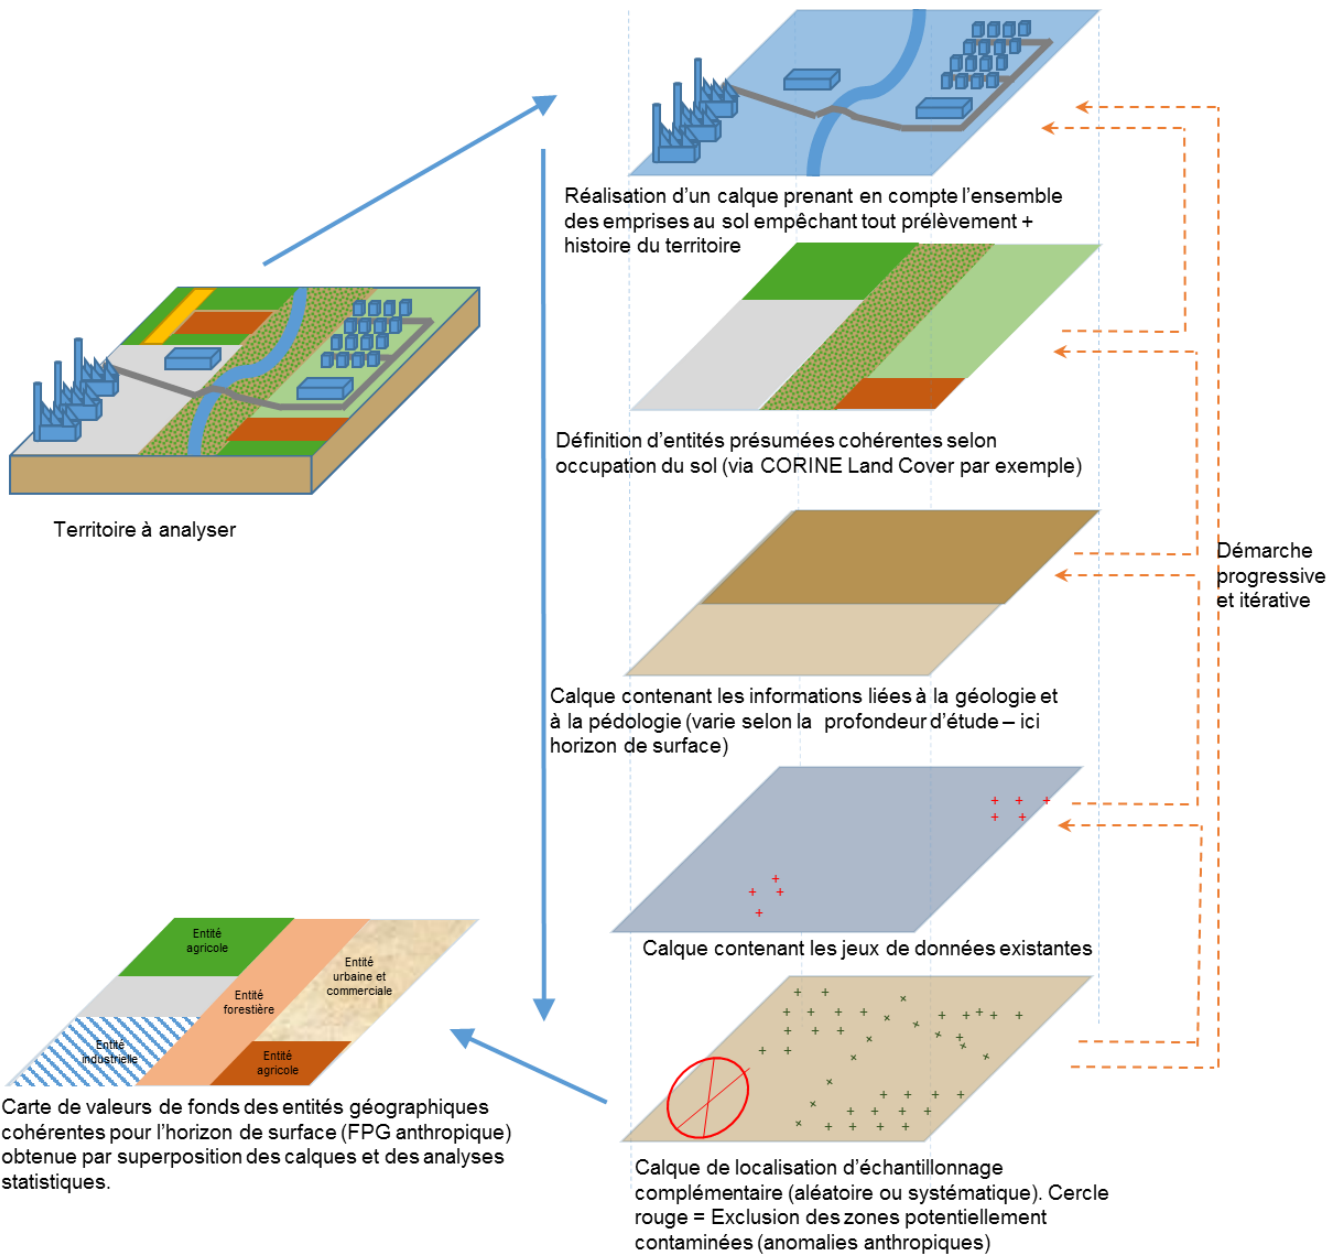 Réalisation d'un calque prenant en compte l'ensemble
des emprises au sol empêchant tout prélèvement +
histoire du territoire
Définition d'entités présumées cohérentes selon
occupation du sol (via CORINE Land Cover par exemple)
Territoire à analyser
Démarche
progressive
et itérative
Calque contenant les informations liées à la géologie et
à la pédologie (varie selon la profondeur d'étude – ici
horizon de surface)
Calque contenant les jeux de données existantes
Entité
agricole
Entité
urbaine et
commerciale
Entité
forestière
Entité
industrielle
Entité
agricole
Carte de valeurs de fonds des entités géographiques
cohérentes pour l'horizon de surface (FPG anthropique)
obtenue par superposition des calques et des analyses
statistiques.
Calque de localisation d'échantillonnage
complémentaire (aléatoire ou systématique). Cercle
rouge = Exclusion des zones potentiellement
contaminées (anomalies anthropiques)